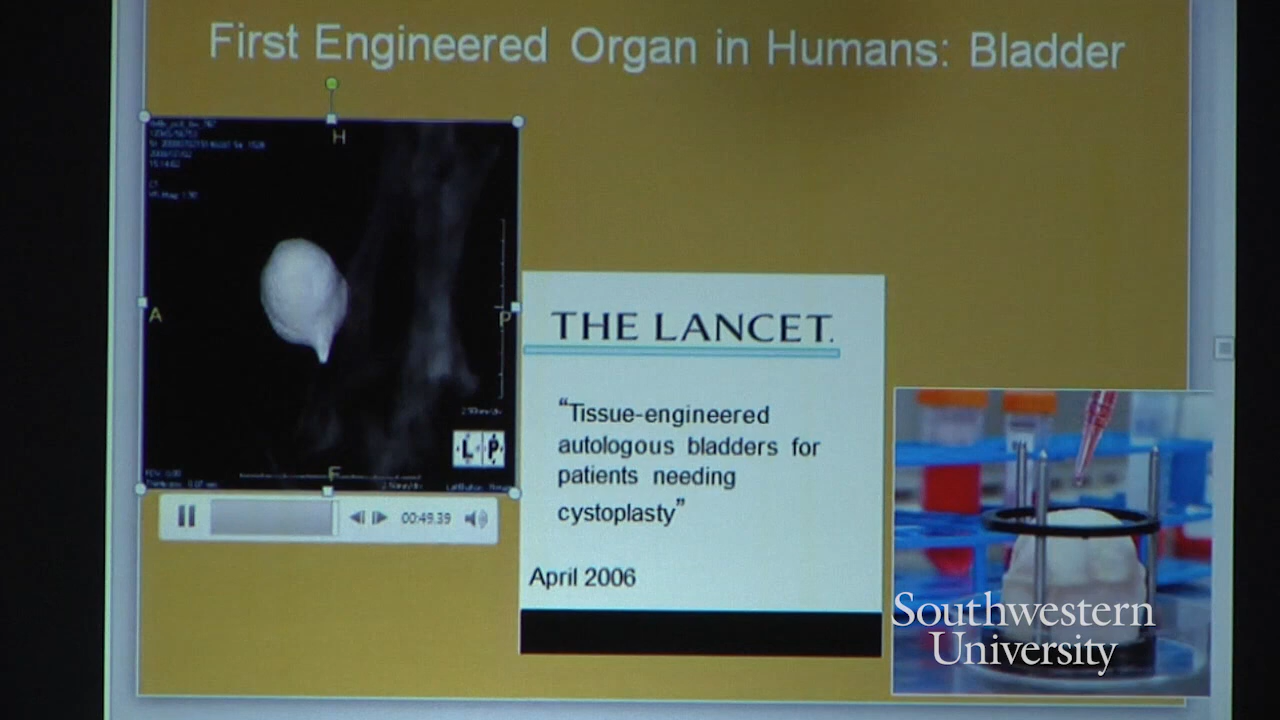 First Engineered Organ in Humans: Bladder
H
A
P
F
L P
00:49.39
THE LANCET.
“Tissue-engineered
autologous bladders for
patients needing
cystoplasty”
April 2006
Southwestern
University